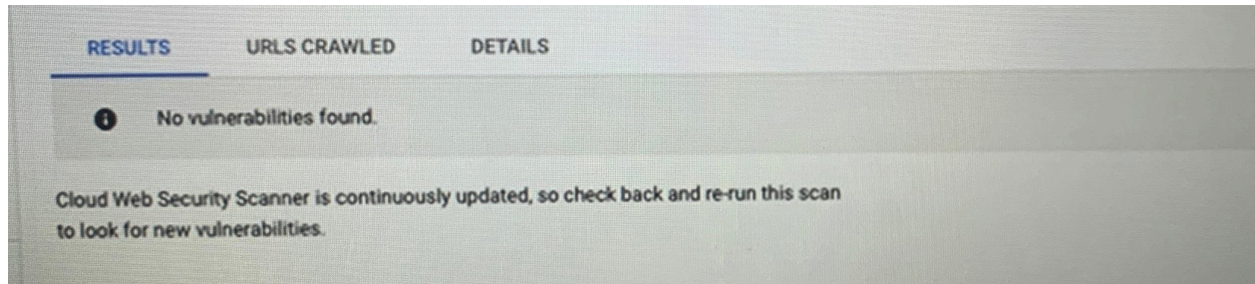 RESULTS URLS CRAWLED DETAILS
No vulnerabilities found.
Cloud Web Security Scanner is continuously updated, so check back and re-run this scan
to look for new vulnerabilities.